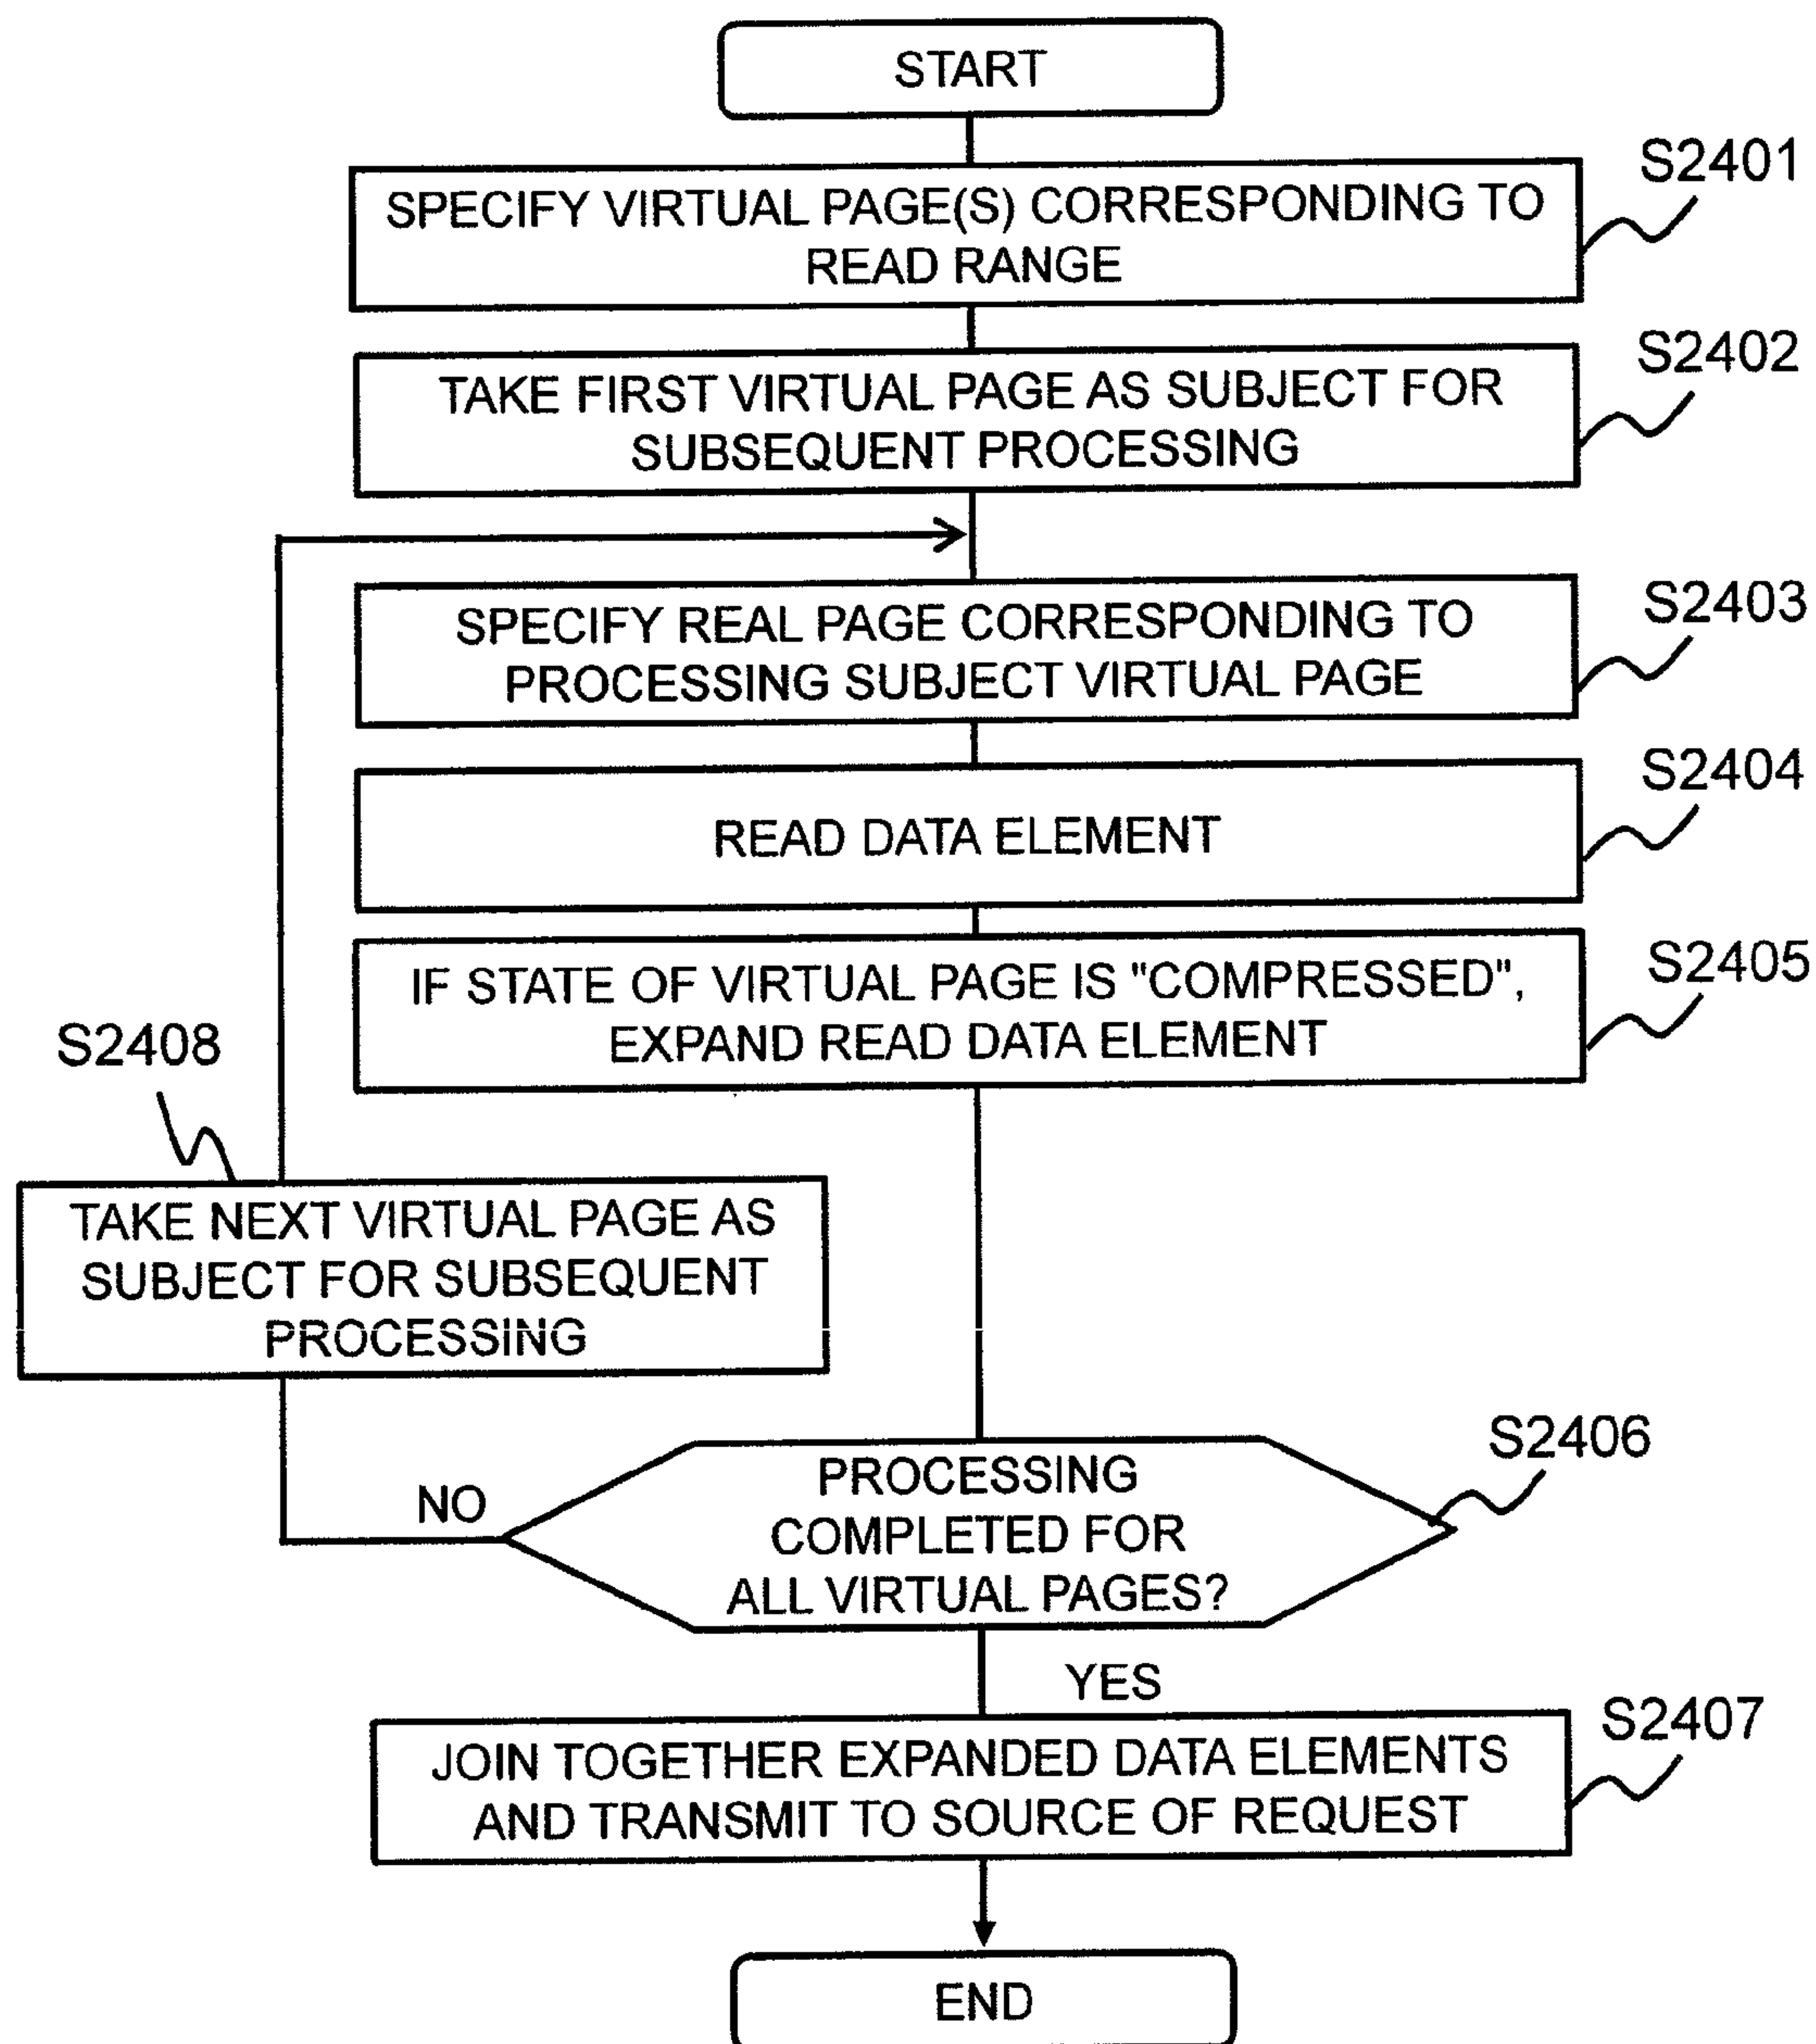 START
S2401
SPECIFY VIRTUAL PAGE(S) CORRESPONDING TO
READ RANGE
S2402
TAKE FIRST VIRTUAL PAGE AS SUBJECT FOR
SUBSEQUENT PROCESSING
S2403
SPECIFY REAL PAGE CORRESPONDING TO
PROCESSING SUBJECT VIRTUAL PAGE
S2404
READ DATA ELEMENT
S2405
IF STATE OF VIRTUAL PAGE IS "COMPRESSED",
EXPAND READ DATA ELEMENT
S2408
TAKE NEXT VIRTUAL PAGE AS
SUBJECT FOR SUBSEQUENT
PROCESSING
S2406
PROCESSING
COMPLETED FOR
ALL VIRTUAL PAGES?
NO
YES
S2407
JOIN TOGETHER EXPANDED DATA ELEMENTS
AND TRANSMIT TO SOURCE OF REQUEST
END